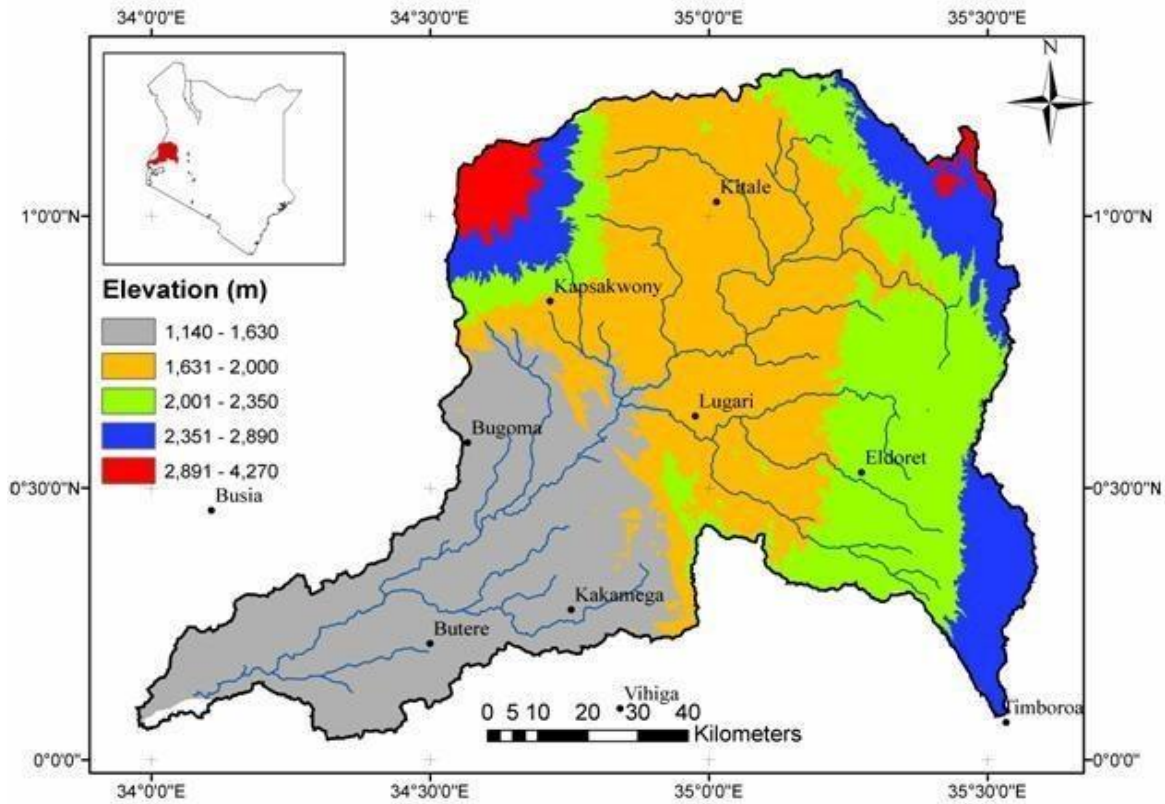 34°0'0"E 34°30'0"E 35°0'0"E 35°30'0"E
N
1°0'0"N 1°0'0"N
Kitale
Elevation (m)
Kapsakwony
1,140 - 1,630
1,631 - 2,000
2,001 - 2,350
2,351 - 2,890
2,891 - 4,270
Lugari
Bugoma
Eldoret
0°30'0"N 0°30'0"N
Busia
Kakamega
Butere
Vihiga
Timboroa
0 5 10 20 30 40
Kilometers
0°0'0" 0°0'0"
34°0'0"E 34°30'0"E 35°0'0"E 35°30'0"E